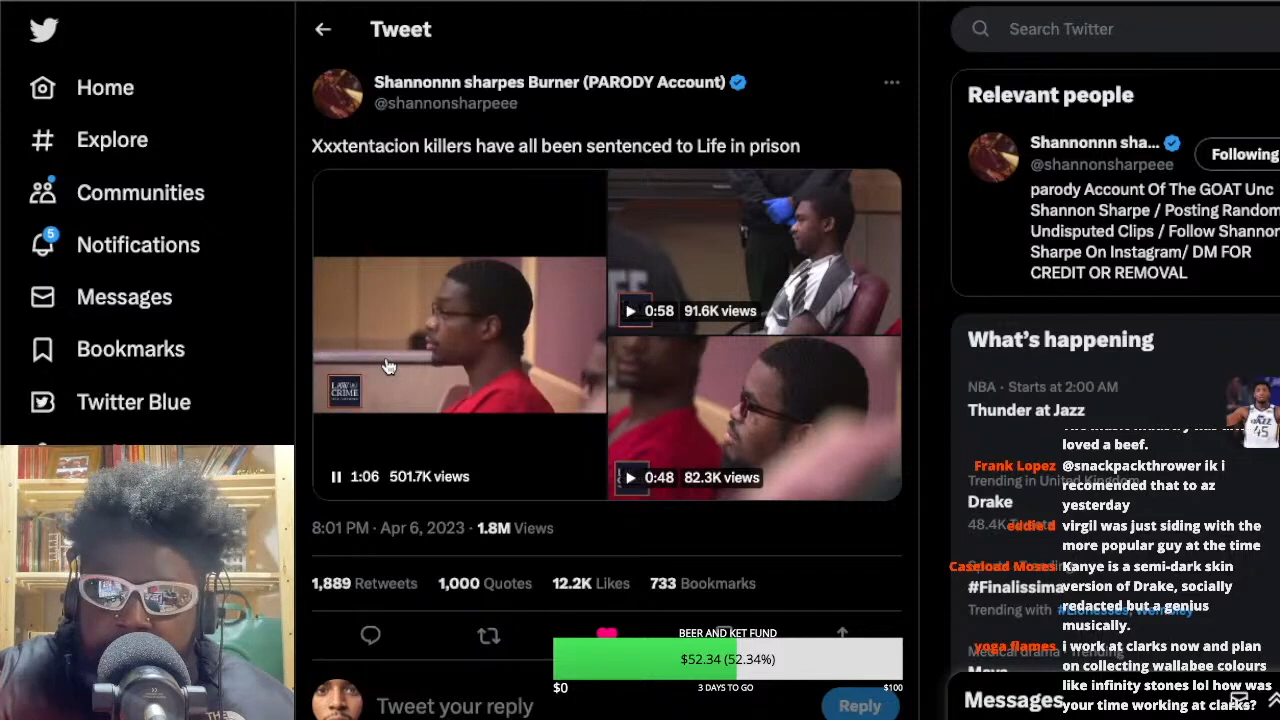 Home
Explore
Communities
5
Notifications
Messages
Bookmarks
Twitter Blue
Tweet
Shannonnn sharpes Burner (PARODY Account)
@shannonsharpeee
Xxxtentacion killers have all been sentenced to Life in prison
LAW&
CRIME
1:06 501.7K views
0:58 91.6K views
0:48 82.3K views
8:01 PM · Apr 6, 2023 · 1.8M Views
1,889 Retweets 1,000 Quotes 12.2K Likes 733 Bookmarks
BEER AND KET FUND
$52.34 (52.34%)
$0 3 DAYS TO GO $100
Tweet your reply
Reply
Search Twitter
Relevant people
Shannonnn sha...
Following
@shannonsharpeee
parody Account Of The GOAT Unc
Shannon Sharpe / Posting Random
Undisputed Clips / Follow Shannon
Sharpe On Instagram/ DM FOR
CREDIT OR REMOVAL
What's happening
NBA · Starts at 2:00 AM
Thunder at Jazz
JAZZ
45
Trending in United Kingdom
Drake
48.4K
#Finalissima
Trending with
loved a beef.
Frank Lopez @snackpackthrower ik i
recomended that to az
yesterday
eddie d virgil was just siding with the
more popular guy at the time
Caseload Moses Kanye is a semi-dark skin
version of Drake, socially
redacted but a genius
musically.
yoga flames i working clarks now and plan
on collecting wallabee colours
like infinity stones lol how was
your time working at clarks?
Messages